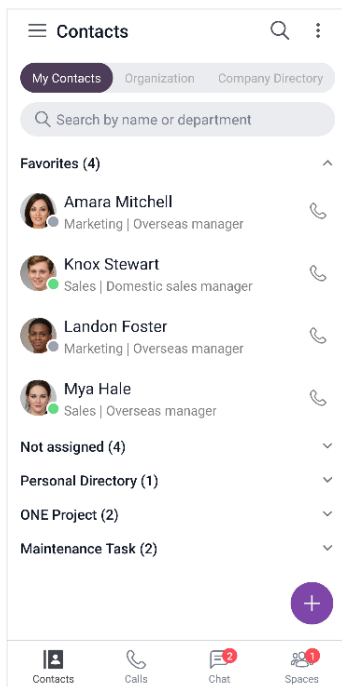 Contacts
My Contacts Organization Company Directory
Search by name or department
Favorites (4)
Amara Mitchell
Marketing | Overseas manager
Knox Stewart
Sales | Domestic sales manager
Landon Foster
Marketing | Overseas manager
Mya Hale
Sales | Overseas manager
Not assigned (4)
Personal Directory (1)
ONE Project (2)
Maintenance Task (2)
2 1
Contacts Calls Chat Spaces